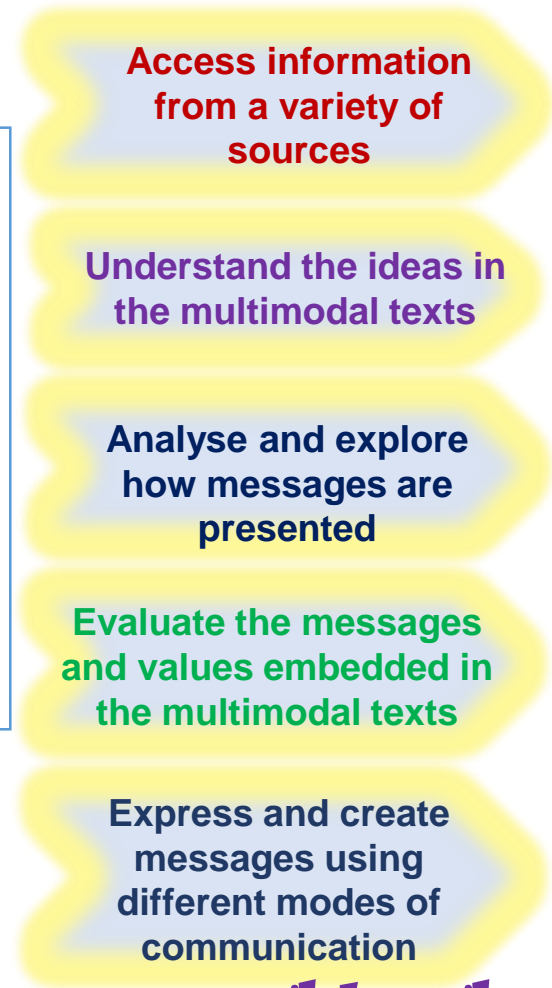 Access information
from a variety of
sources
Understand the ideas in
the multimodal texts
Analyse and explore
how messages are
presented
Evaluate the messages
and values embedded in
the multimodal texts
Express and create
messages using
different modes of
communication